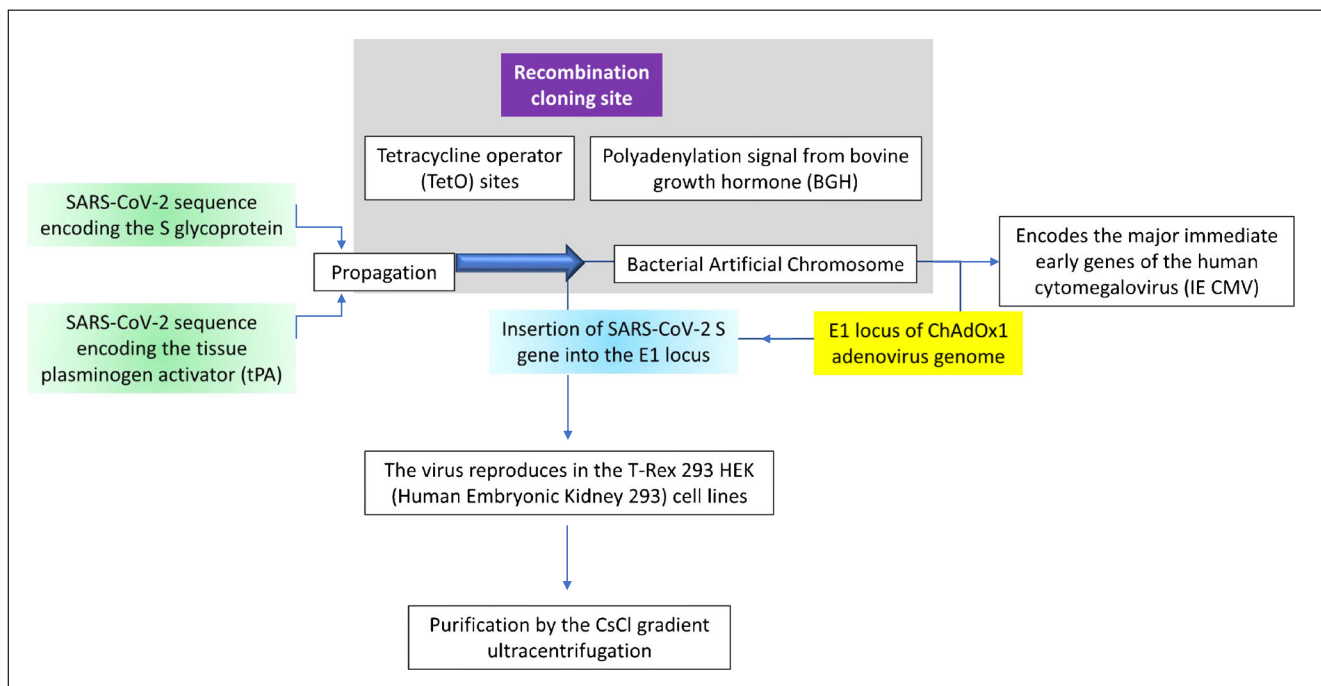 Recombination
cloning site
Tetracycline operator
(TetO) sites
Polyadenylation signal from bovine
growth hormone (BGH)
SARS-CoV-2 sequence
encoding the S glycoprotein
Propagation
Bacterial Artificial Chromosome
Encodes the major immediate
early genes of the human
cytomegalovirus (IE CMV)
SARS-CoV-2 sequence
encoding the tissue
plasminogen activator (tPA)
Insertion of SARS-CoV-2 S
gene into the E1 locus
E1 locus of ChAdOx1
adenovirus genome
The virus reproduces in the T-Rex 293 HEK
(Human Embryonic Kidney 293) cell lines
Purification by the CsCl gradient
ultracentrifugation